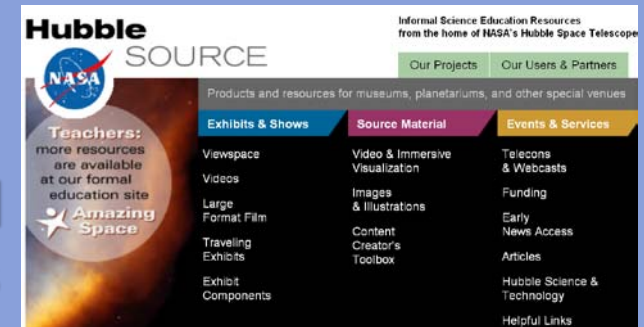 Hubble
SOURCE
NASA
Informal Science Education Resources
from the home of NASA's Hubble Space Telescope
Our Projects
Our Users & Partners
Products and resources for museums, planetariums, and other special venues
Teachers:
more resources
are available
at our formal
education site
Amazing
Space
Exhibits & Shows
Viewspace
Videos
Large
Format Film
Traveling
Exhibits
Exhibit
Components
Source Material
Video & Immersive
Visualization
Images
& Illustrations
Content
Creator's
Toolbox
Events & Services
Telecons
& Webcasts
Funding
Early
News Access
Articles
Hubble Science &
Technology
Helpful Links